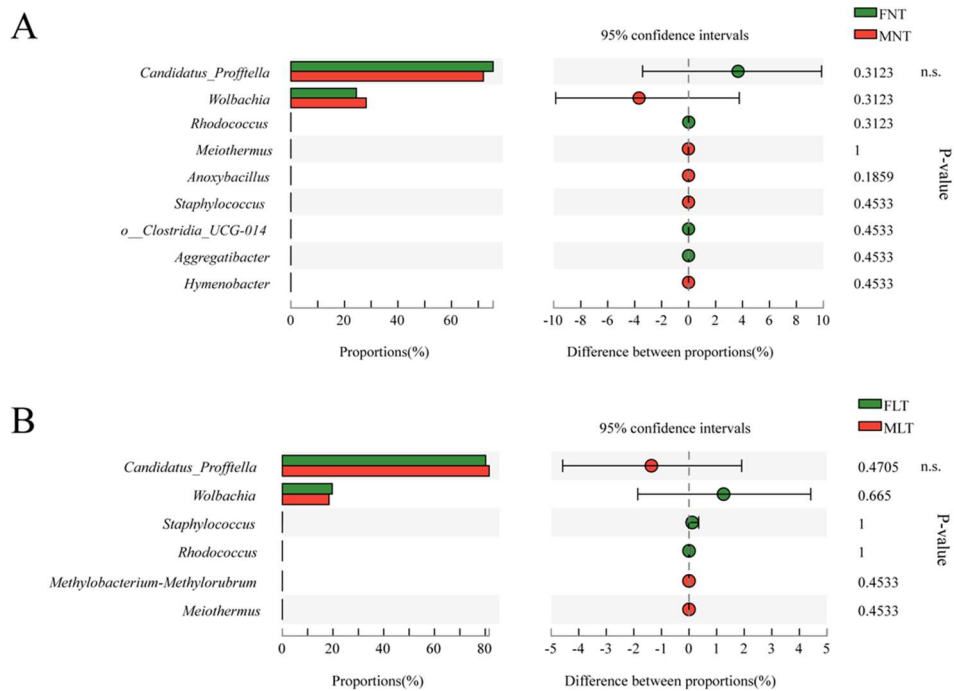 A
FNT
MNT
95% confidence intervals
Candidatus_Profftella 0.3123 n.s.
Wolbachia 0.3123
Rhodococcus 0.3123
Meiothermus 1
Anoxybacillus 0.1859
Staphylococcus 0.4533
o__Clostridia_UCG-014 0.4533
Aggregatibacter 0.4533
Hymenobacter 0.4533
P-value
0 20 40 60 -10 -8 -6 -4 -2 0 2 4 6 8 10
Proportions(%) Difference between proportions(%)
B
FLT
MLT
95% confidence intervals
Candidatus_Profftella 0.4705 n.s.
Wolbachia 0.665
Staphylococcus 1
Rhodococcus 1
Methylobacterium-Methylorubrum 0.4533
Meiothermus 0.4533
P-value
0 20 40 60 80 -5 -4 -3 -2 -1 0 1 2 3 4 5
Proportions(%) Difference between proportions(%)